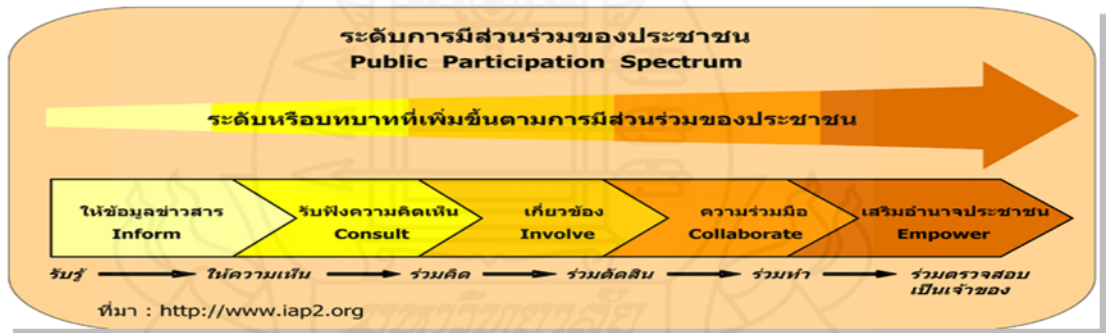 ระดับการมีส่วนร่วมของประชาชน
Public Participation Spectrum
ระดับหรือบทบาทที่เพิ่มขึ้นตามการมีส่วนร่วมของประชาชน
ให้ข้อมูลข่าวสาร รับฟังความคิดเห็น เกี่ยวข้อง ความร่วมมือ เสริมอำนาจประชาชน
Inform Consult Involve Collaborate Empower
รับรู้ ให้ความเห็น ร่วมคิด ร่วมตัดสิน ร่วมทำ ร่วมตรวจสอบ
เป็นเจ้าของ
ที่มา : http://www.iap2.org